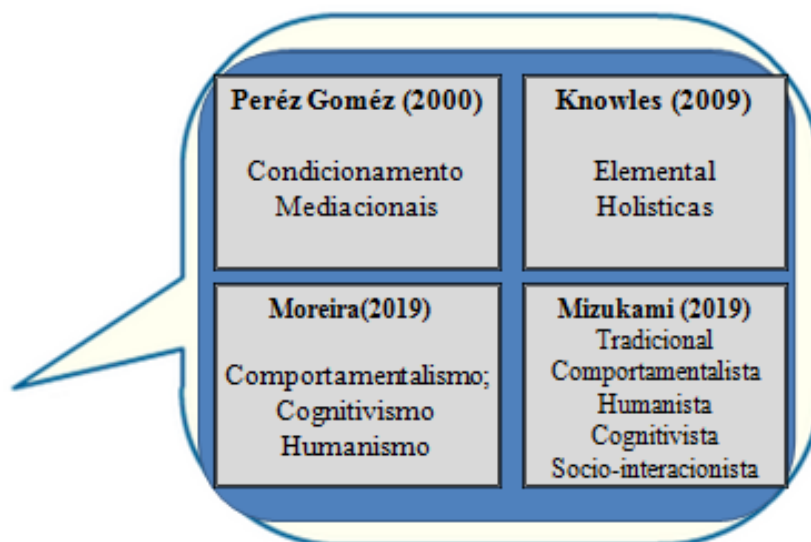 Peréz Goméz (2000)
Condicionamento
Mediacionais
Knowles (2009)
Elemental
Holisticas
Moreira(2019)
Comportamentalismo;
Cognitivismo
Humanismo
Mizukami (2019)
Tradicional
Comportamentalista
Humanista
Cognitivista
Socio-interacionista